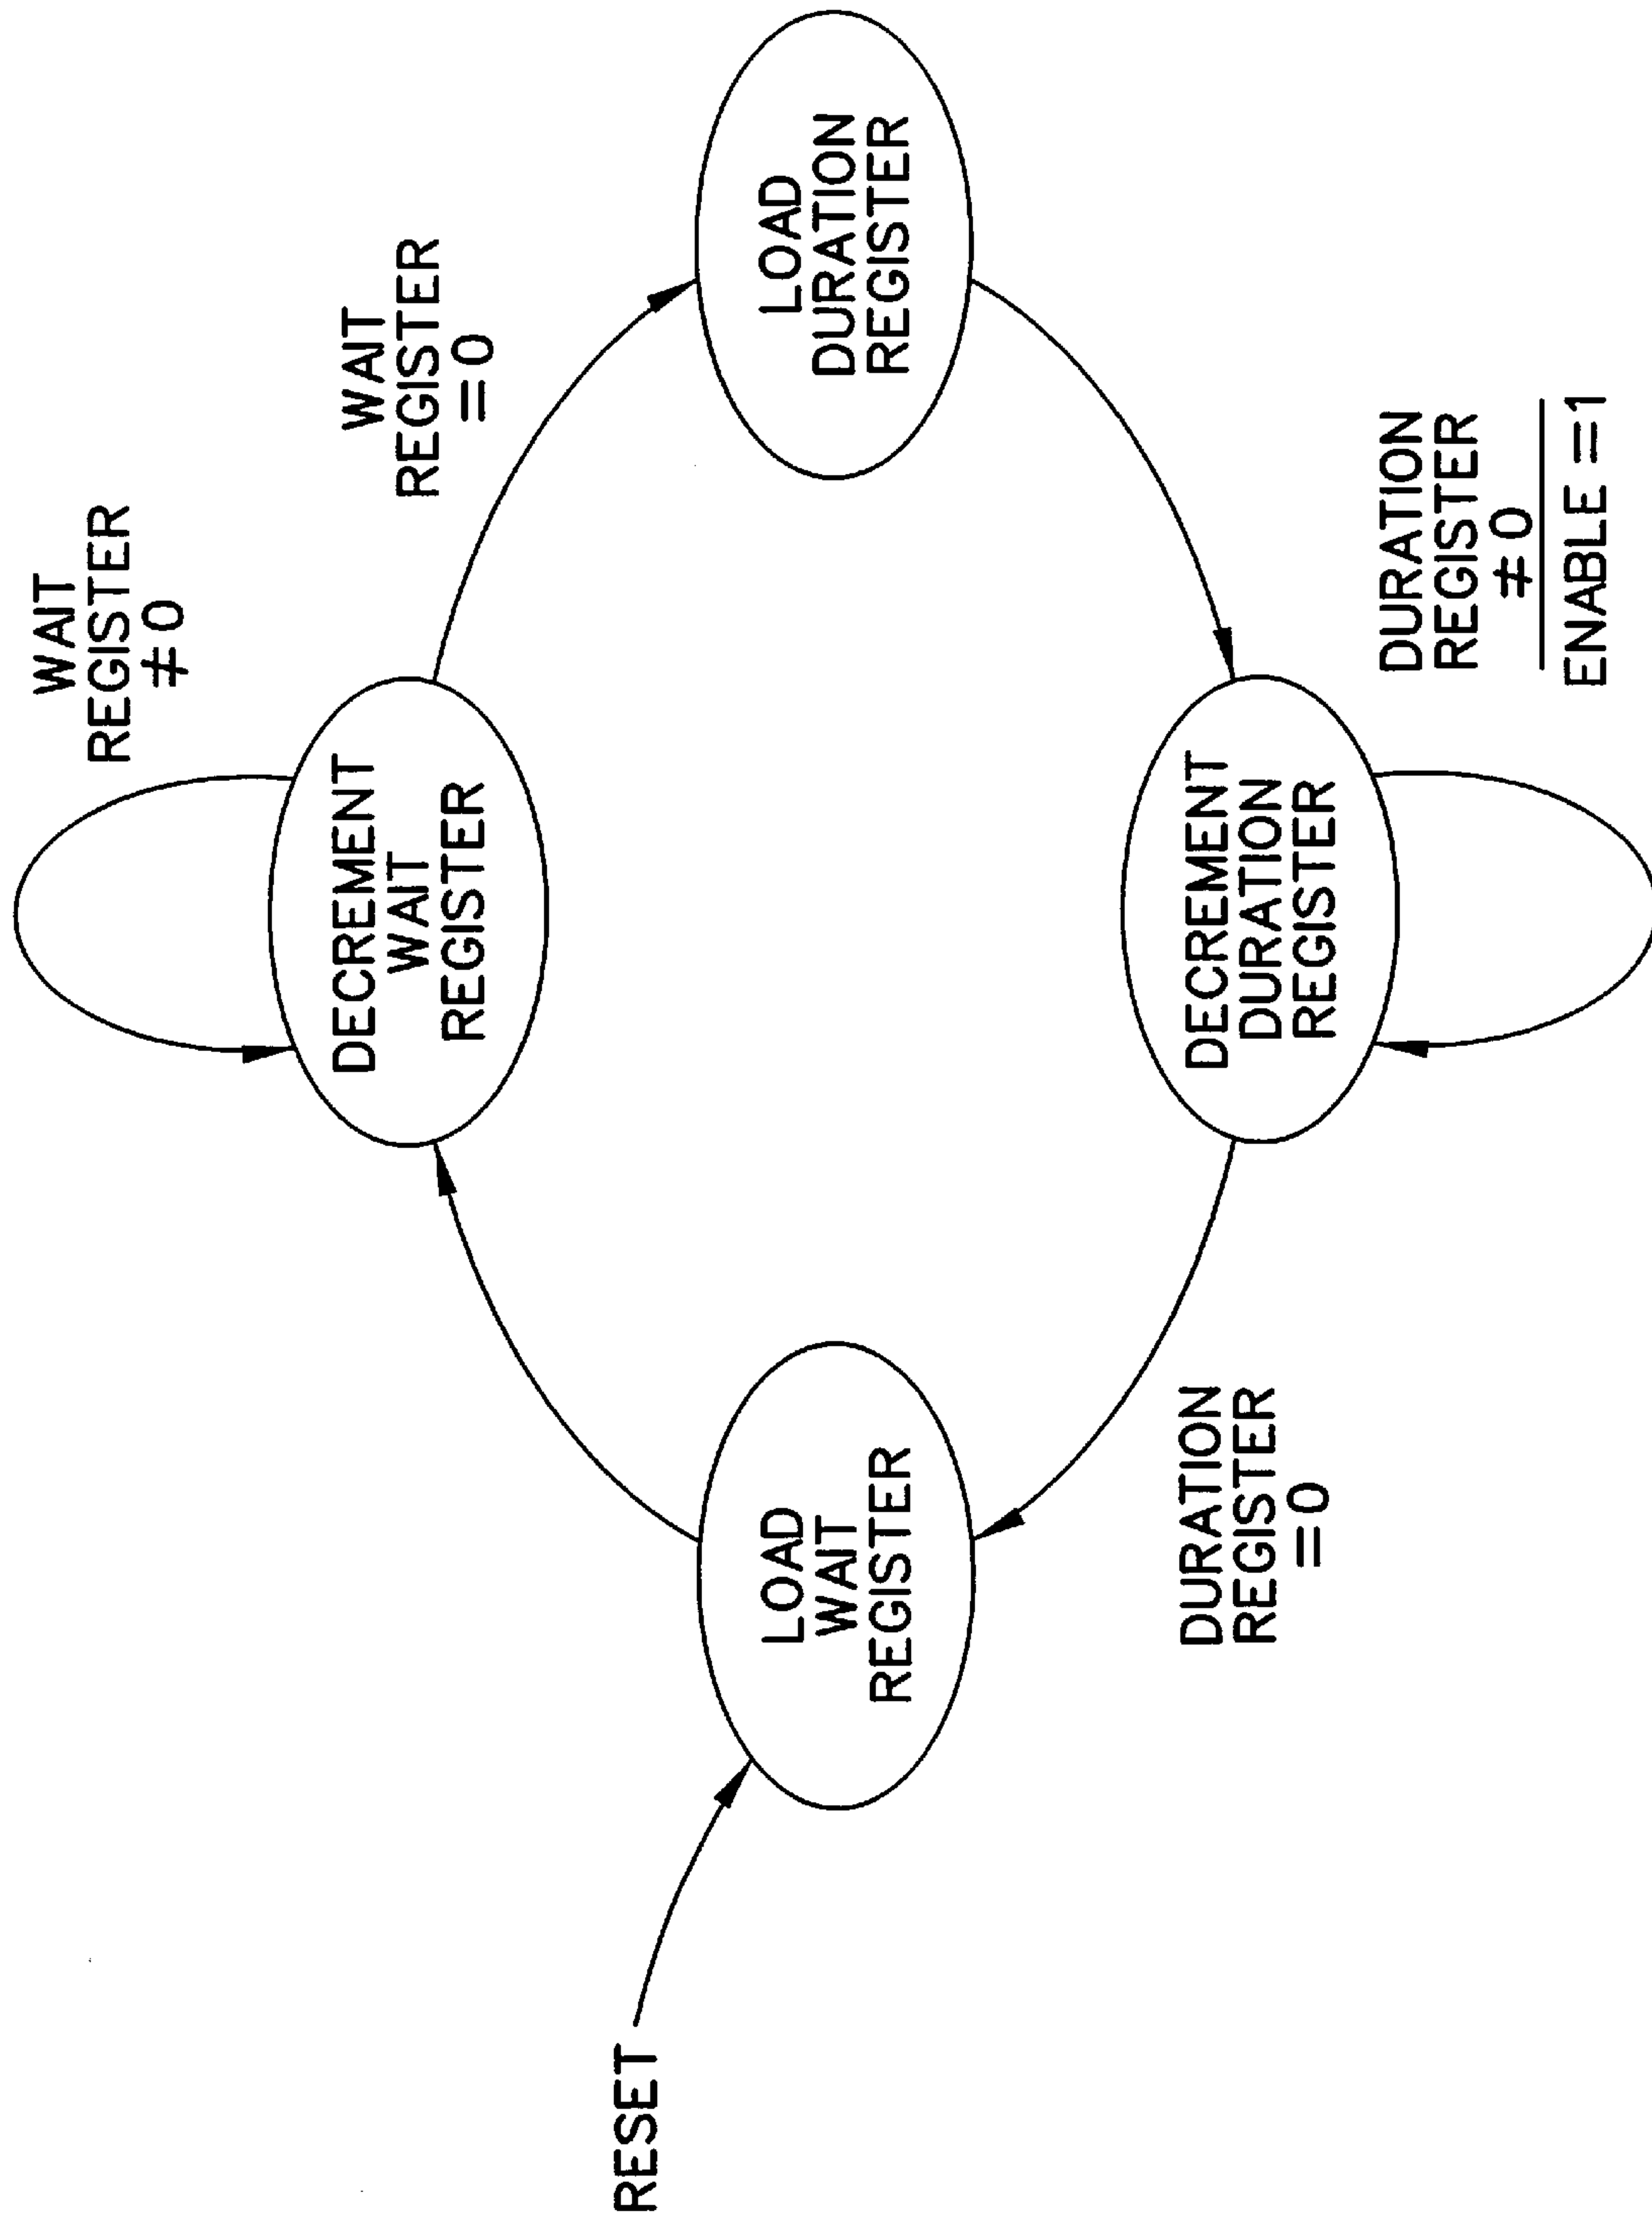 RESET
LOAD
WAIT
REGISTER
DECREMENT
WAIT
REGISTER
WAIT
REGISTER
≠ 0
WAIT
REGISTER
=0
LOAD
DURATION
REGISTER
DECREMENT
DURATION
REGISTER
DURATION
REGISTER
≠ 0
ENABLE =1
DURATION
REGISTER
=0